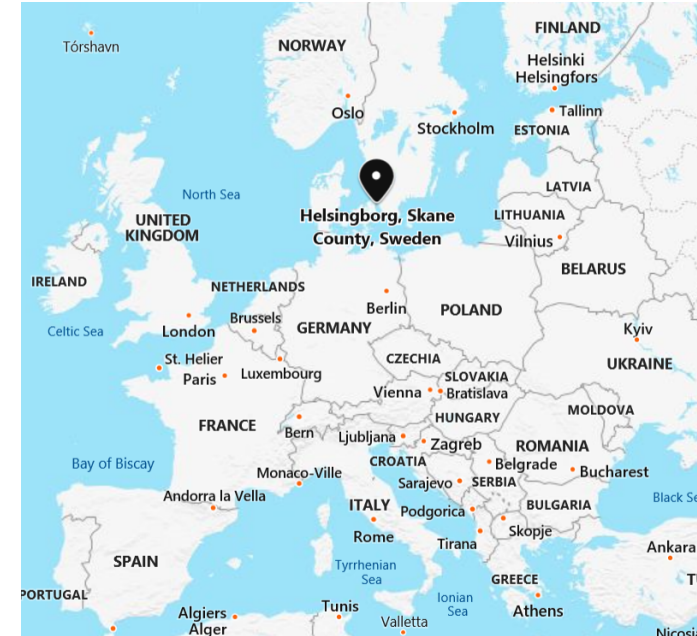 FINLAND
NORWAY
Tórshavn
Helsinki
Helsingfors
Oslo
Tallinn
Stockholm
ESTONIA
North Sea
LATVIA
Helsingborg, Skane
County, Sweden
LITHUANIA
UNITED
KINGDOM
Vilnius
BELARUS
IRELAND
NETHERLANDS
Berlin
POLAND
Brussels
Celtic Sea
London
GERMANY
Kyiv
St. Helier
CZECHIA
UKRAINE
Paris
Luxembourg
SLOVAKIA
Vienna
Bratislava
MOLDOVA
HUNGARY
FRANCE
Bern
Ljubljana
Zagreb
ROMANIA
Bay of Biscay
CROATIA
Belgrade
Monaco-Ville
Bucharest
Sarajevo
SERBIA
Andorra la Vella
ITALY
Podgorica
BULGARIA
Black Se
Rome
Skopje
Tirana
Ankara
SPAIN
Tyrrhenian
Sea
GREECE
PORTUGAL
Ionian
Sea
Tunis
Athens
Algiers
Alger
Valletta
Nicosi